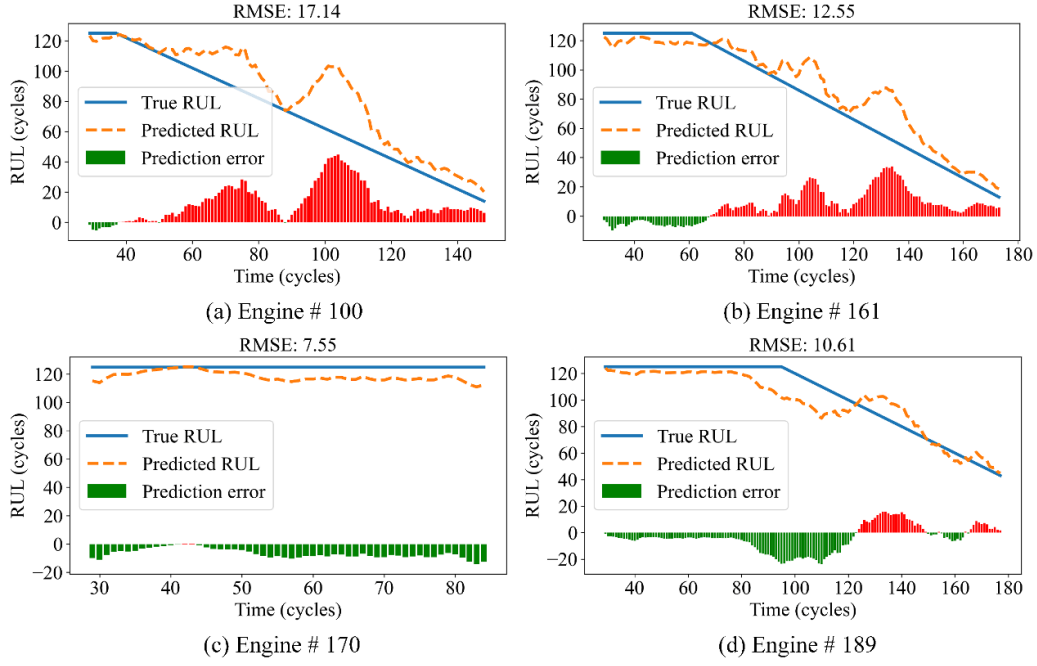 RMSE: 17.14
120
100
80
60
40
20
0
RUL (cycles)
True RUL
Predicted RUL
Prediction error
40 60 80 100 120 140
Time (cycles)
(a) Engine # 100
RMSE: 12.55
120
100
80
60
40
20
0
RUL (cycles)
True RUL
Predicted RUL
Prediction error
40 60 80 100 120 140 160 180
Time (cycles)
(b) Engine # 161
RMSE: 7.55
120
100
80
60
40
20
0
−20
RUL (cycles)
True RUL
Predicted RUL
Prediction error
30 40 50 60 70 80
Time (cycles)
(c) Engine # 170
RMSE: 10.61
120
100
80
60
40
20
0
−20
RUL (cycles)
True RUL
Predicted RUL
Prediction error
40 60 80 100 120 140 160 180
Time (cycles)
(d) Engine # 189